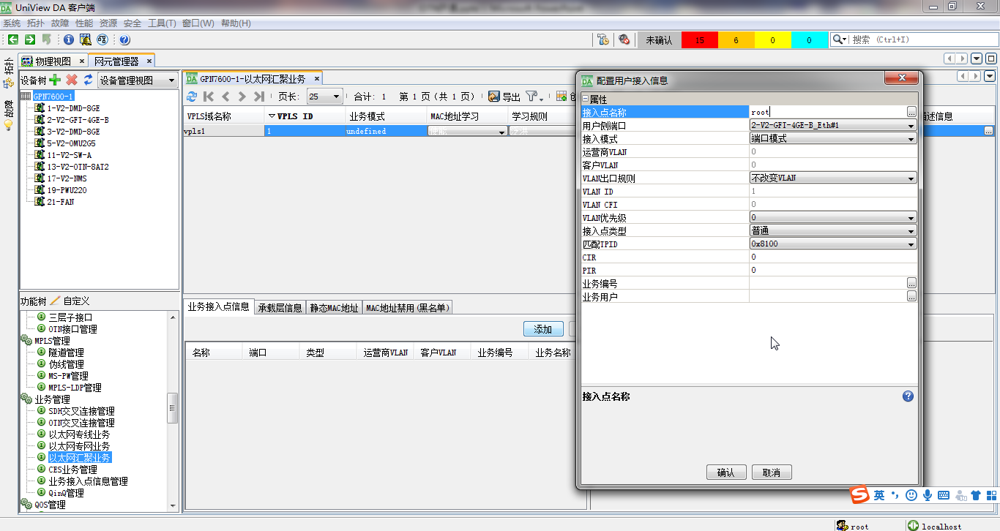 UniView DA 客户端
系统 拓扑 故障 性能 资源 安全 工具(T) 窗口(W) 帮助(H)
未确认 15 6 0 0 搜索 (Ctrl+I)
拓扑
故障
物理视图 × 网元管理器 ×
设备树 设备管理视图
GPN7600-1
1-V2-DMD-8GE
2-V2-GFT-4GE-B
3-V2-DMD-8GE
5-V2-OMU2G5
11-V2-SW-A
13-V2-OTN-8AT2
17-V2-NMS
19-PWU220
21-FAN
功能树 自定义
三层子接口
OTN接口管理
MPLS管理
隧道管理
伪线管理
MS-PW管理
MPLS-LDP管理
业务管理
SDH交叉连接管理
OTN交叉连接管理
以太网专线业务
以太网专网业务
以太网汇聚业务
CES业务管理
业务接入点信息管理
QinQ管理
QOS管理
GPN7600-1-以太网汇聚业务 ×
页长: 25 合计: 1 第 1 页(共 1 页) 导出
VPLS域名称 VPLS ID 业务模式 MAC地址学习 学习规则 描述信息
vpls1 1 undefined 使能 泛洪 ...
业务接入点信息 承载层信息 静态MAC地址 MAC地址禁用(黑名单)
添加
名称 端口 类型 运营商VLAN 客户VLAN 业务编号 业务名称
配置用户接入信息
属性
接入点名称 root ...
用户侧端口 2-V2-GFT-4GE-B_Eth#1
接入模式 端口模式
运营商VLAN 0
客户VLAN 0
VLAN出口规则 不改变VLAN
VLAN ID 1
VLAN CFI 0
VLAN优先级 0
接入点类型 普通
匹配TPID 0x8100
CIR 0
PIR 0
业务编号 ...
业务用户 ...
接入点名称
确认 取消
英
root localhost